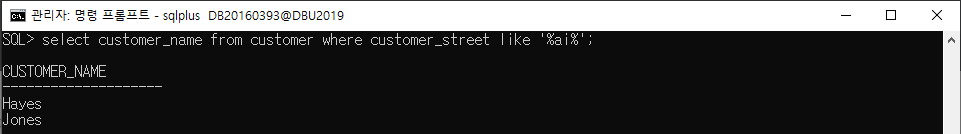 관리자: 명령 프롬프트 - sqlplus  DB20160393@DBU2019
SQL> select customer_name from customer where customer_street like '%ai%';
CUSTOMER_NAME
--------------------
Hayes
Jones